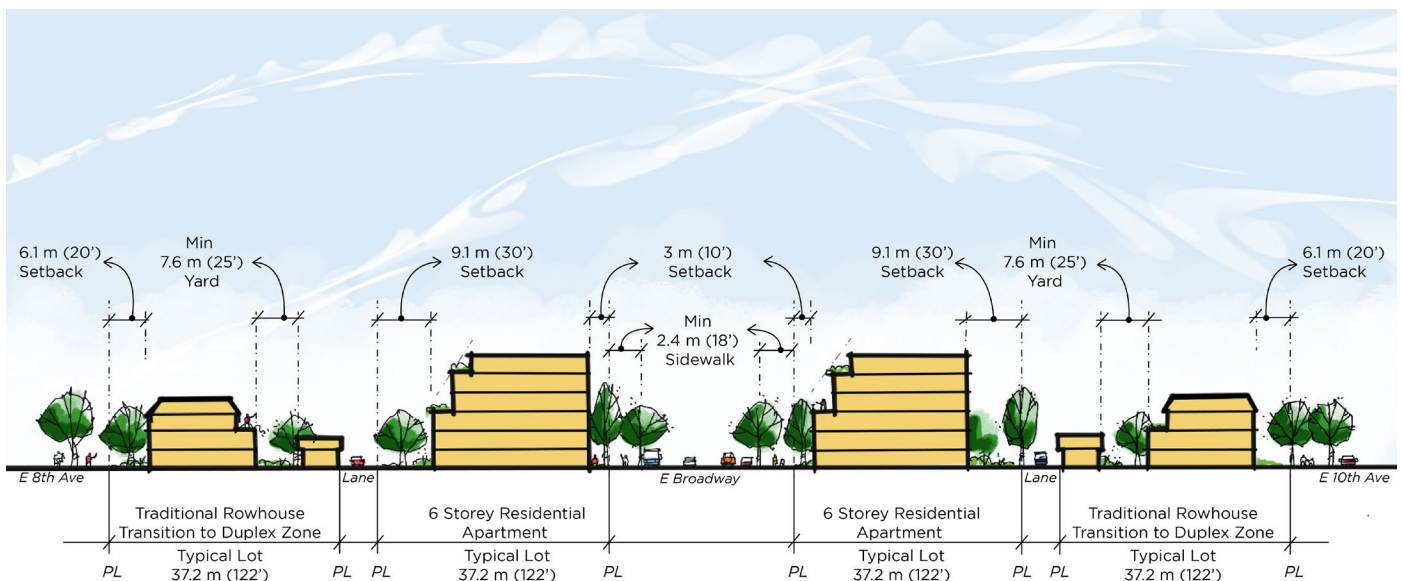 6.1 m (20’)
Setback
Min
7.6 m (25’)
Yard
9.1 m (30’)
Setback
3 m (10’)
Setback
9.1 m (30’)
Setback
Min
7.6 m (25’)
Yard
6.1 m (20’)
Setback
Min
2.4 m (18’)
Sidewalk
E 8th Ave
Lane
E Broadway
Lane
E 10th Ave
Traditional Rowhouse
Transition to Duplex Zone
6 Storey Residential
Apartment
6 Storey Residential
Apartment
Traditional Rowhouse
Transition to Duplex Zone
PL
Typical Lot
37.2 m (122’)
PL
PL
Typical Lot
37.2 m (122’)
PL
PL
Typical Lot
37.2 m (122’)
PL
PL
Typical Lot
37.2 m (122’)
PL